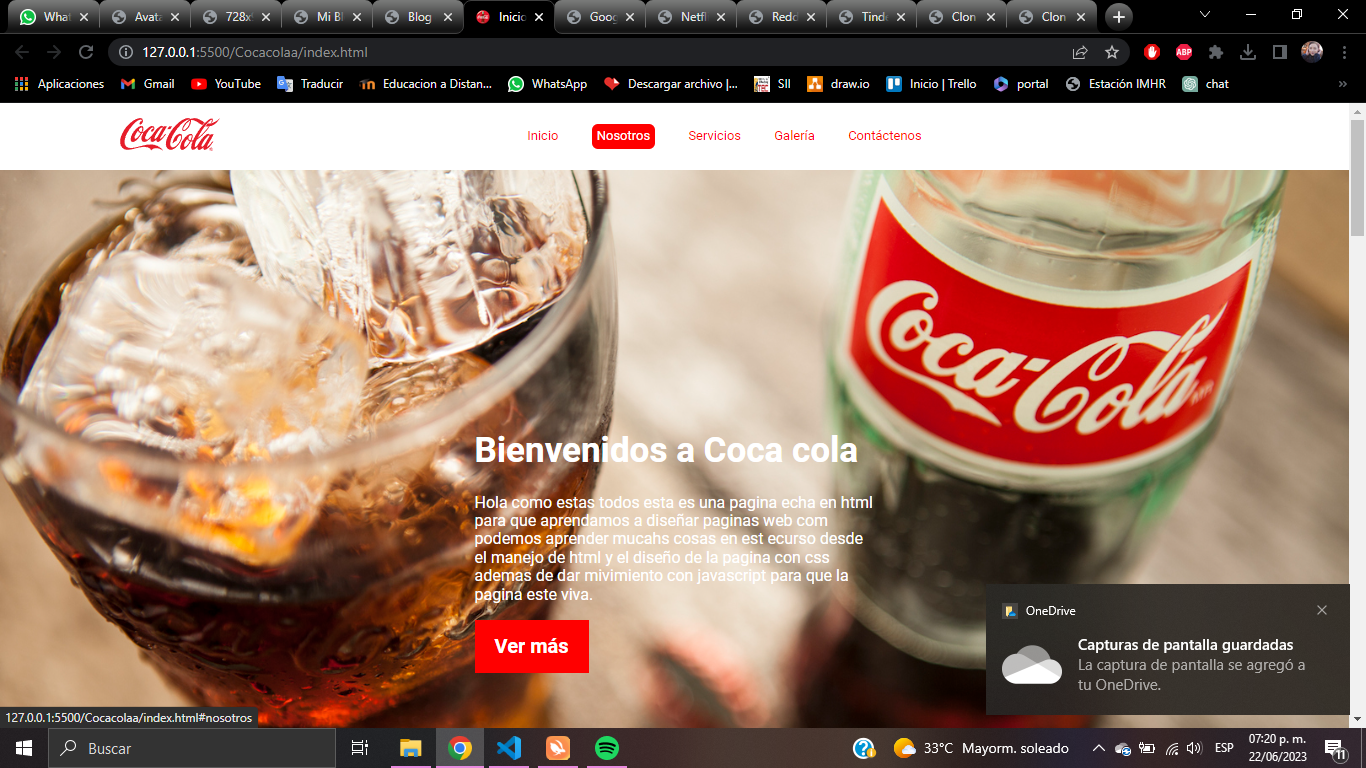 What
Avata
728x
Mi Bl
Blog
Inicio
Goog
Netfl
Redd
Tinde
Clon
Clon
127.0.0.1:5500/Cocacolaa/index.html
ABP
Aplicaciones
Gmail
YouTube
Traducir
Educacion a Distan...
WhatsApp
Descargar archivo |...
SII
draw.io
Inicio | Trello
portal
Estación IMHR
chat
»
Coca-Cola
Inicio
Nosotros
Servicios
Galería
Contáctenos
Coca-Cola
Bienvenidos a Coca cola
Hola como estas todos esta es una pagina echa en html
para que aprendamos a diseñar paginas web com
podemos aprender mucahs cosas en est ecurso desde
el manejo de html y el diseño de la pagina con css
ademas de dar mivimiento con javascript para que la
pagina este viva.
Ver más
OneDrive
Capturas de pantalla guardadas
La captura de pantalla se agregó a
tu OneDrive.
127.0.0.1:5500/Cocacolaa/index.html#nosotros
Buscar
33°C Mayorm. soleado
ESP
07:20 p. m.
22/06/2023
11